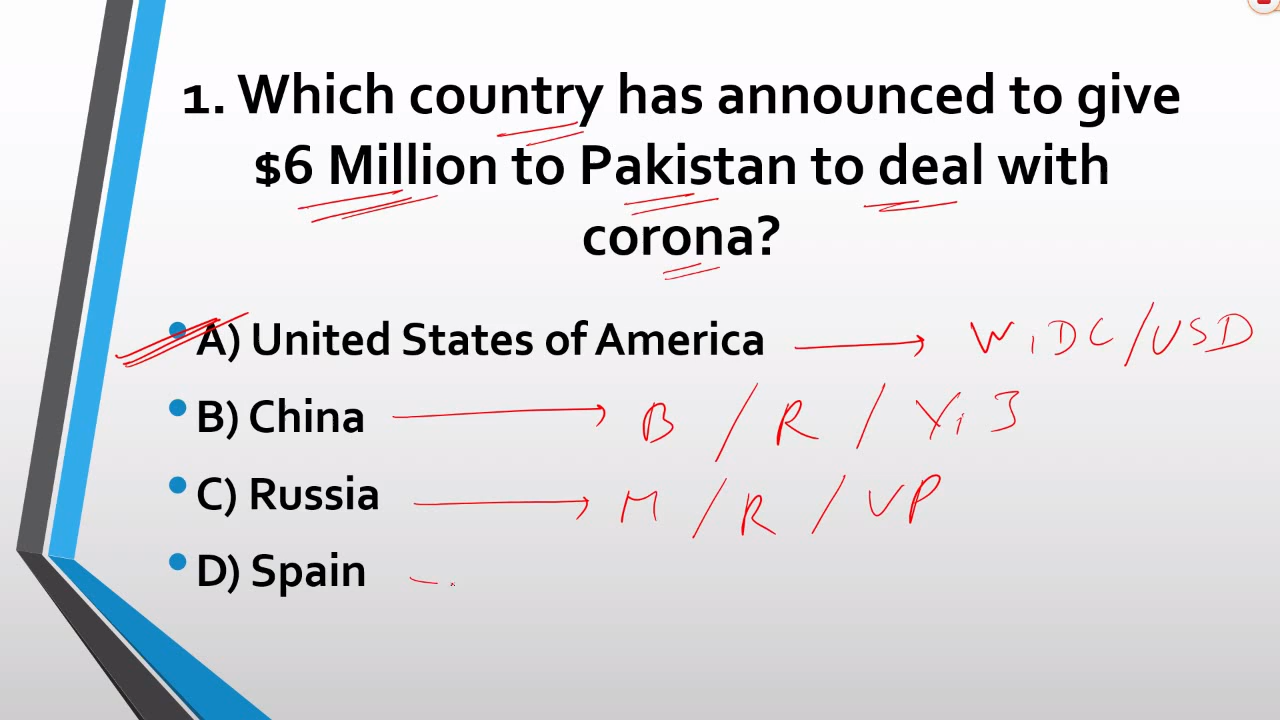 1. Which country has announced to give
$6 Million to Pakistan to deal with
corona?
• A) United States of America → W, DC / USD
• B) China → B / R / Yi J
• C) Russia → M / R / VP
• D) Spain